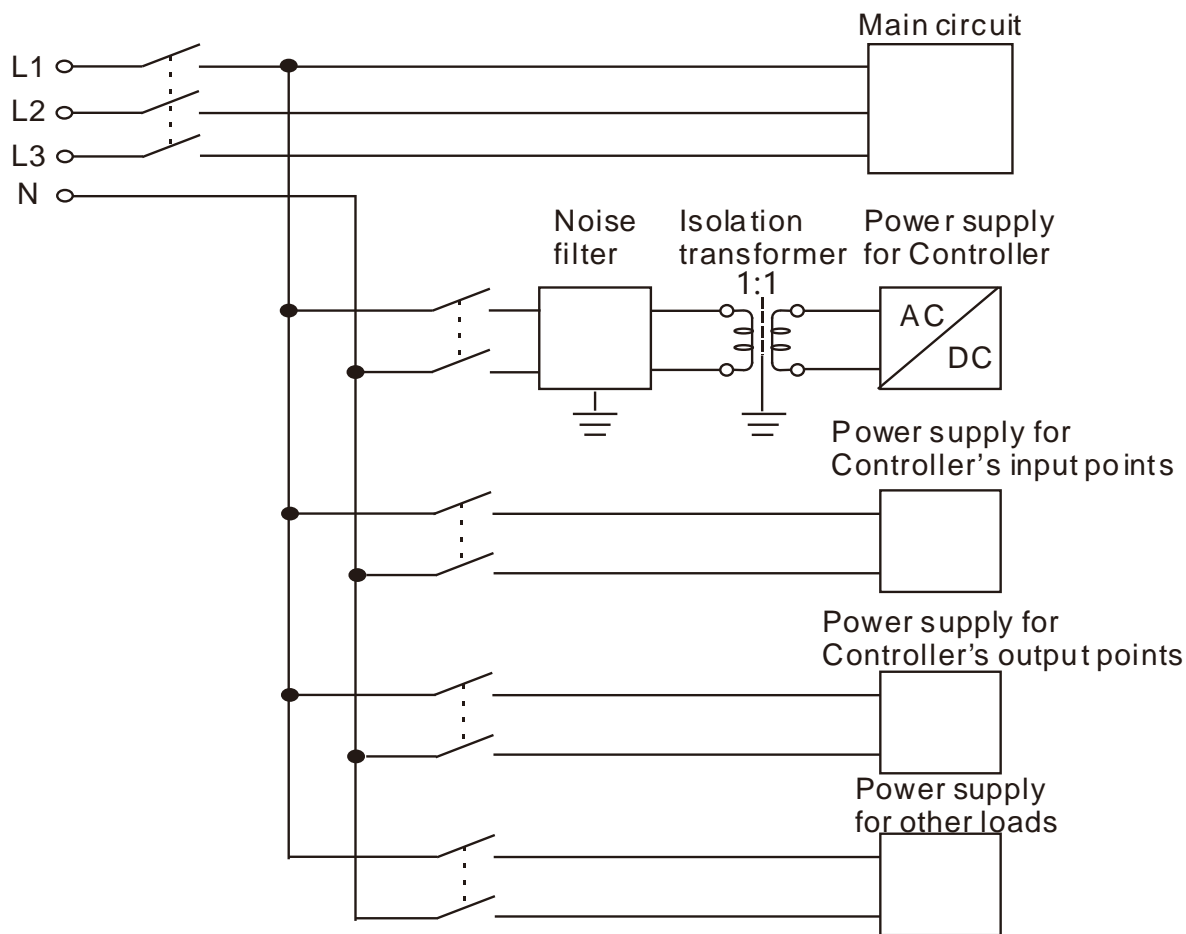 Main circuit
L1
L2
L3
N
Noise
filter
Isolation
transformer
1:1
Power supply
for Controller
AC
DC
Power supply for
Controller’s input points
Power supply for
Controller’s output points
Power supply
for other loads